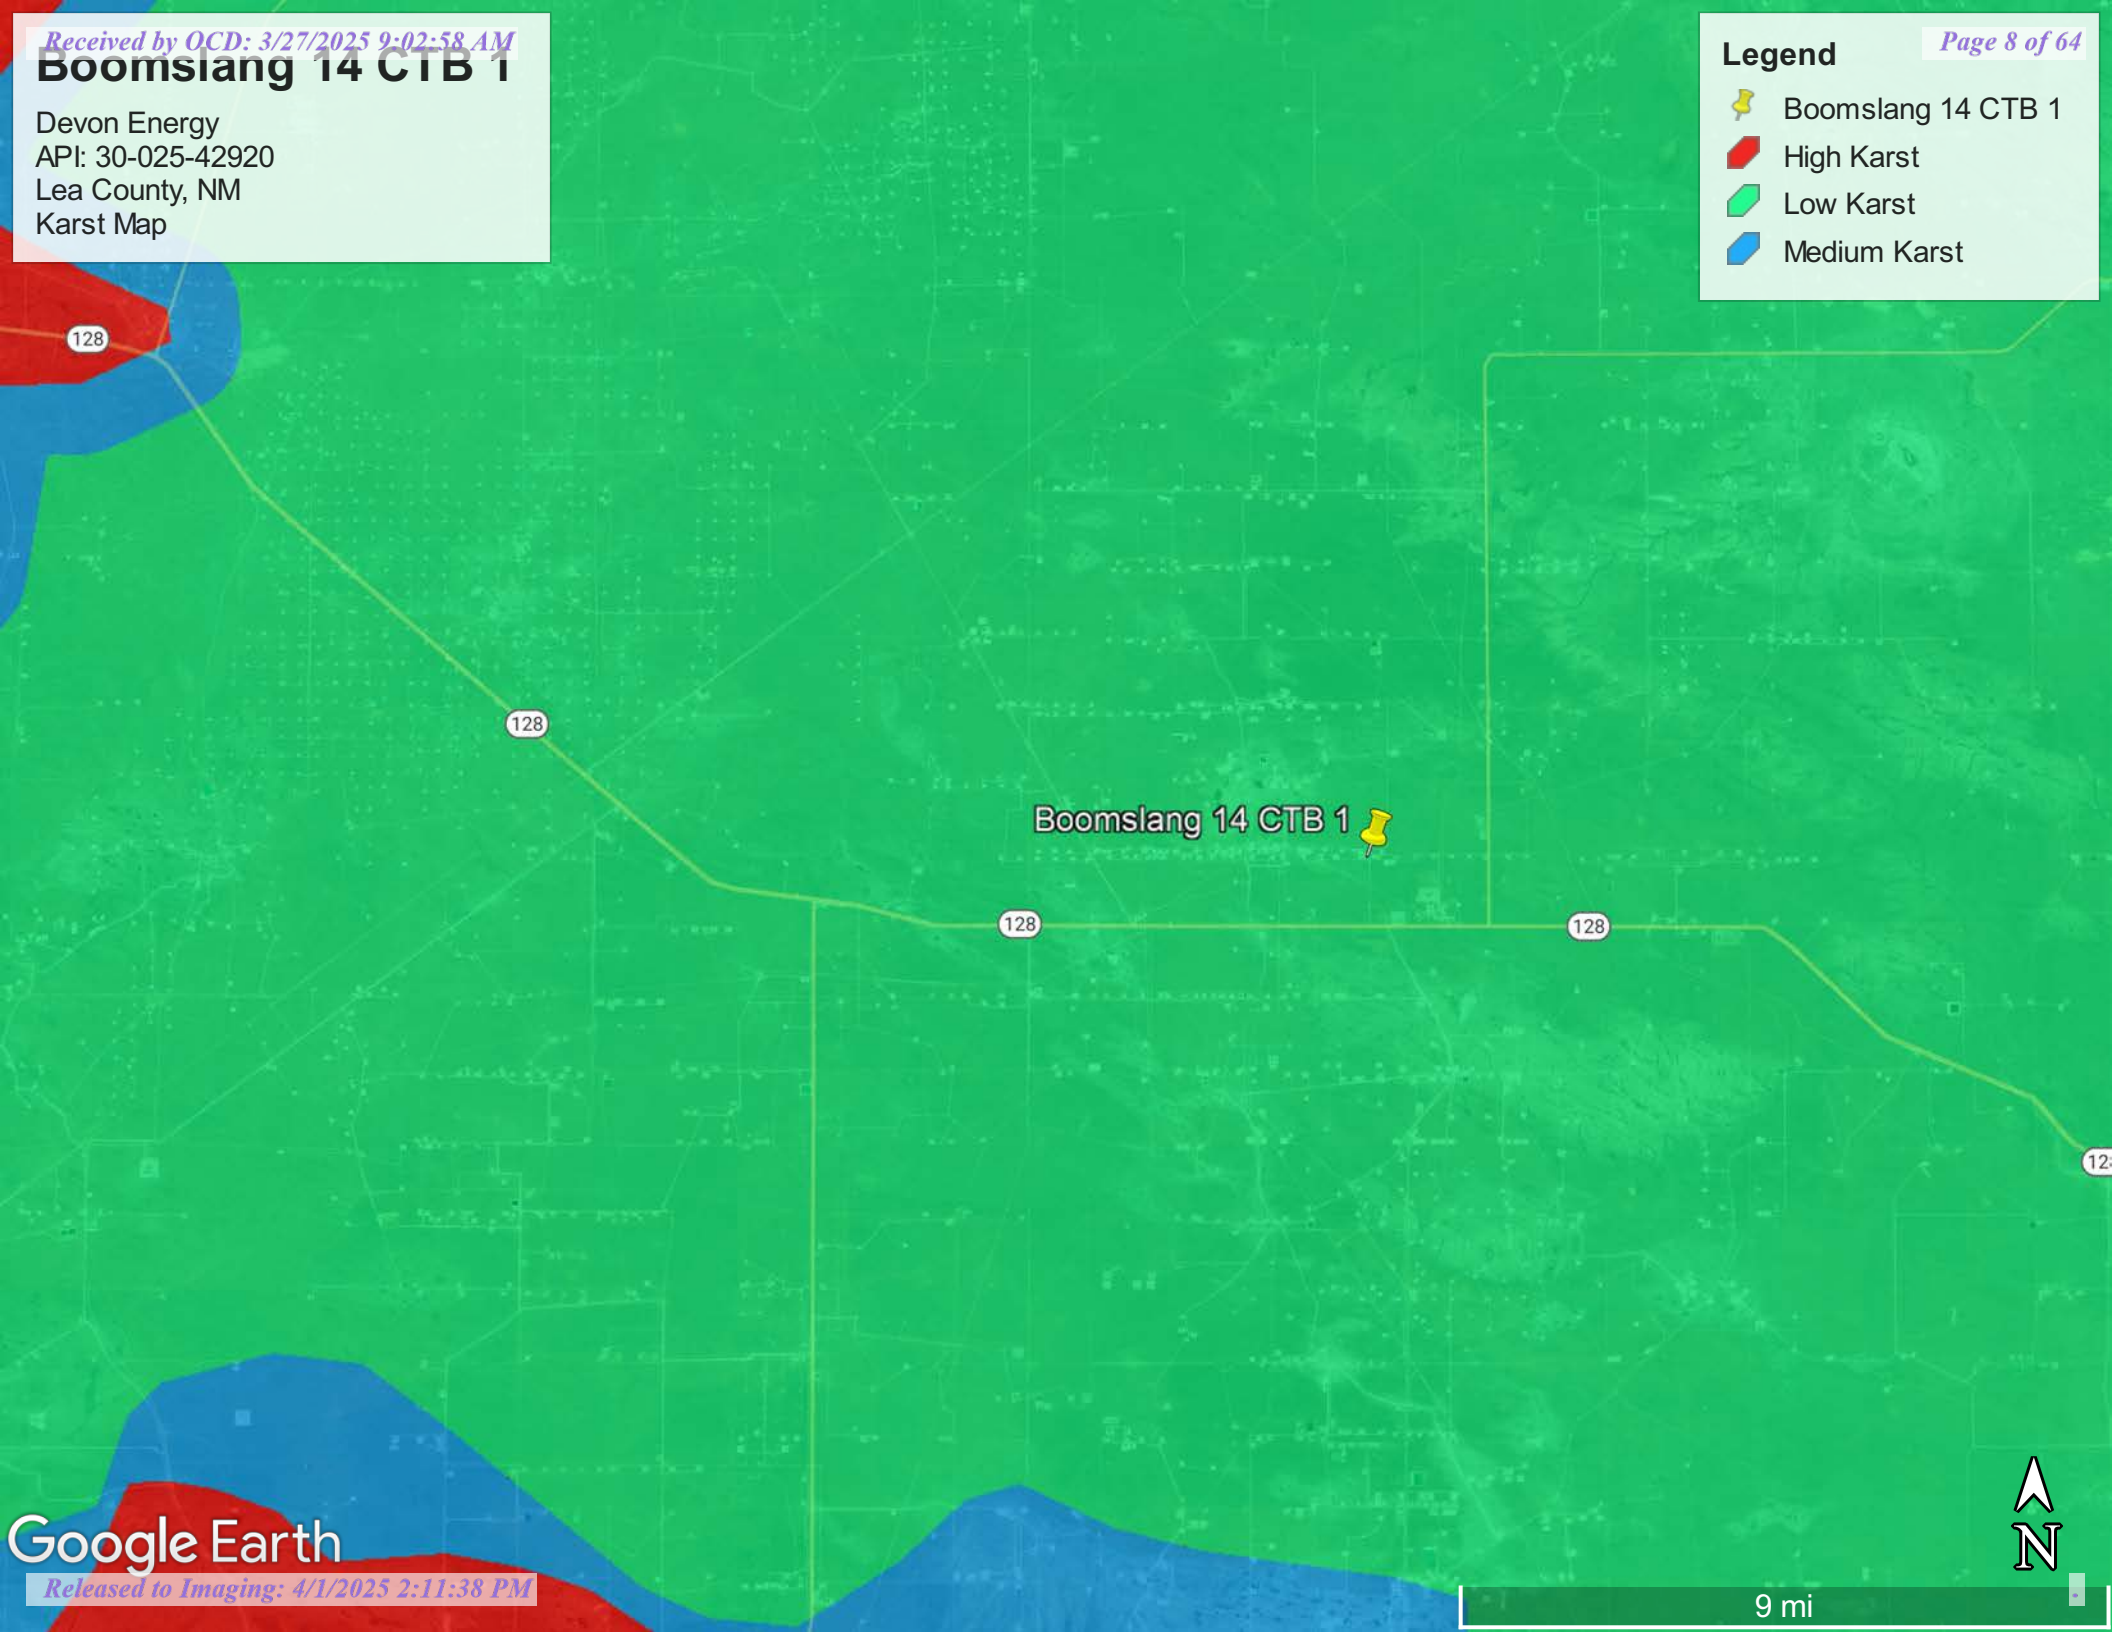 Received by OCD: 3/27/2025 9:02:58 AM
Page 8 of 64
Boomslang 14 CTB 1
Devon Energy
API: 30-025-42920
Lea County, NM
Karst Map
Legend
Boomslang 14 CTB 1
High Karst
Low Karst
Medium Karst
128
128
Boomslang 14 CTB 1
128
128
N
Google Earth
Released to Imaging: 4/1/2025 2:11:38 PM
9 mi